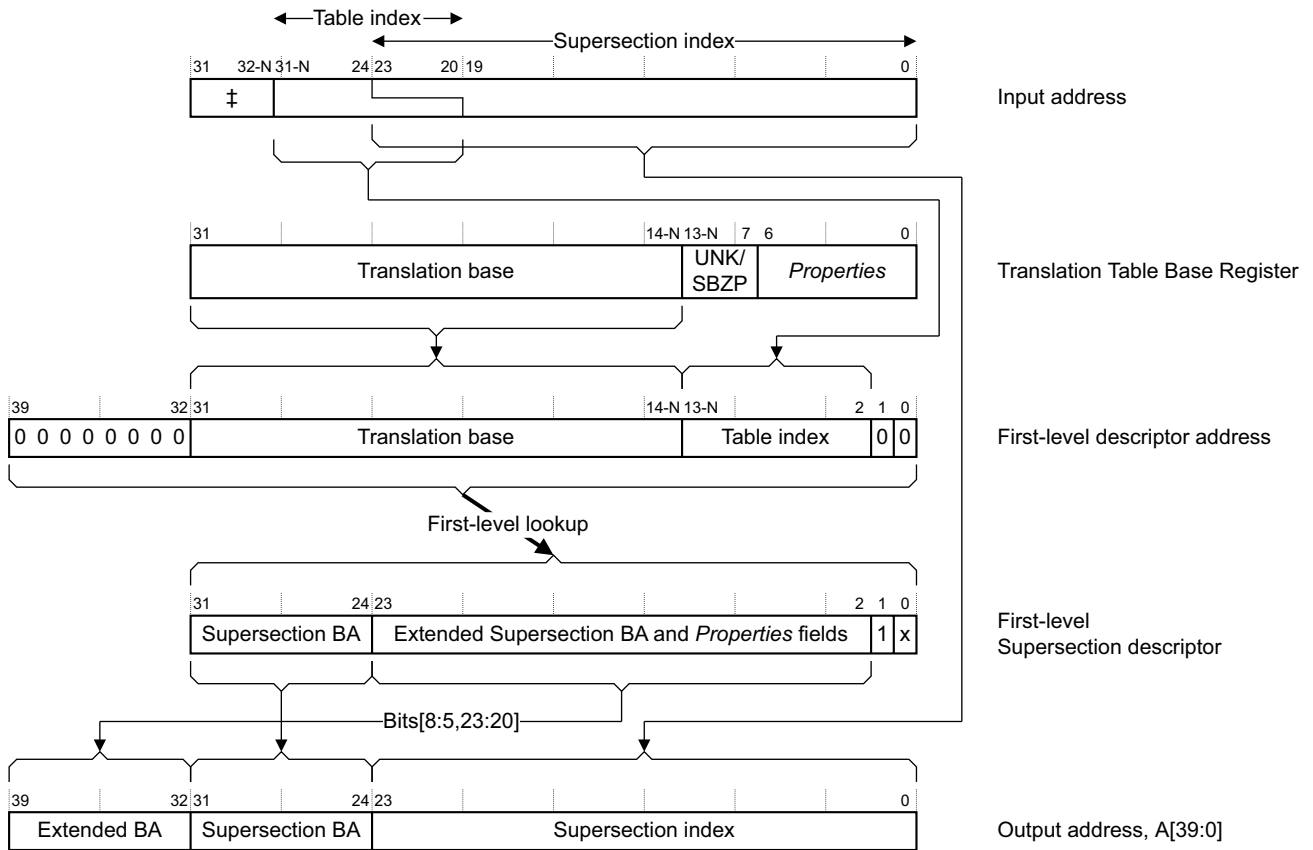 Table index
Supersection index
31 32-N 31-N 24 23 20 19 0
‡
Input address
31 14-N 13-N 7 6 0
Translation base
UNK/
SBZP
Properties
Translation Table Base Register
39 32 31 14-N 13-N 2 1 0
0 0 0 0 0 0 0 0 Translation base Table index 0 0
First-level descriptor address
First-level lookup
31 24 23 2 1 0
Supersection BA Extended Supersection BA and Properties fields 1 x
First-level
Supersection descriptor
Bits[8:5,23:20]
39 32 31 24 23 0
Extended BA Supersection BA Supersection index
Output address, A[39:0]